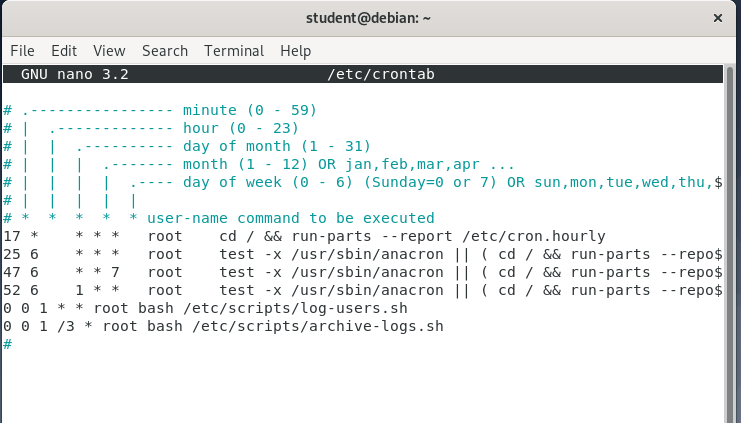 student@debian: ~ ×
File Edit View Search Terminal Help
GNU nano 3.2 /etc/crontab
# .---------------- minute (0 - 59)
# | .------------- hour (0 - 23)
# | | .---------- day of month (1 - 31)
# | | | .------- month (1 - 12) OR jan,feb,mar,apr ...
# | | | | .---- day of week (0 - 6) (Sunday=0 or 7) OR sun,mon,tue,wed,thu,$
# | | | | |
# * * * * * user-name command to be executed
17 * * * * root cd / && run-parts --report /etc/cron.hourly
25 6 * * * root test -x /usr/sbin/anacron || ( cd / && run-parts --repo$
47 6 * * 7 root test -x /usr/sbin/anacron || ( cd / && run-parts --repo$
52 6 1 * * root test -x /usr/sbin/anacron || ( cd / && run-parts --repo$
0 0 1 * * root bash /etc/scripts/log-users.sh
0 0 1 /3 * root bash /etc/scripts/archive-logs.sh
#